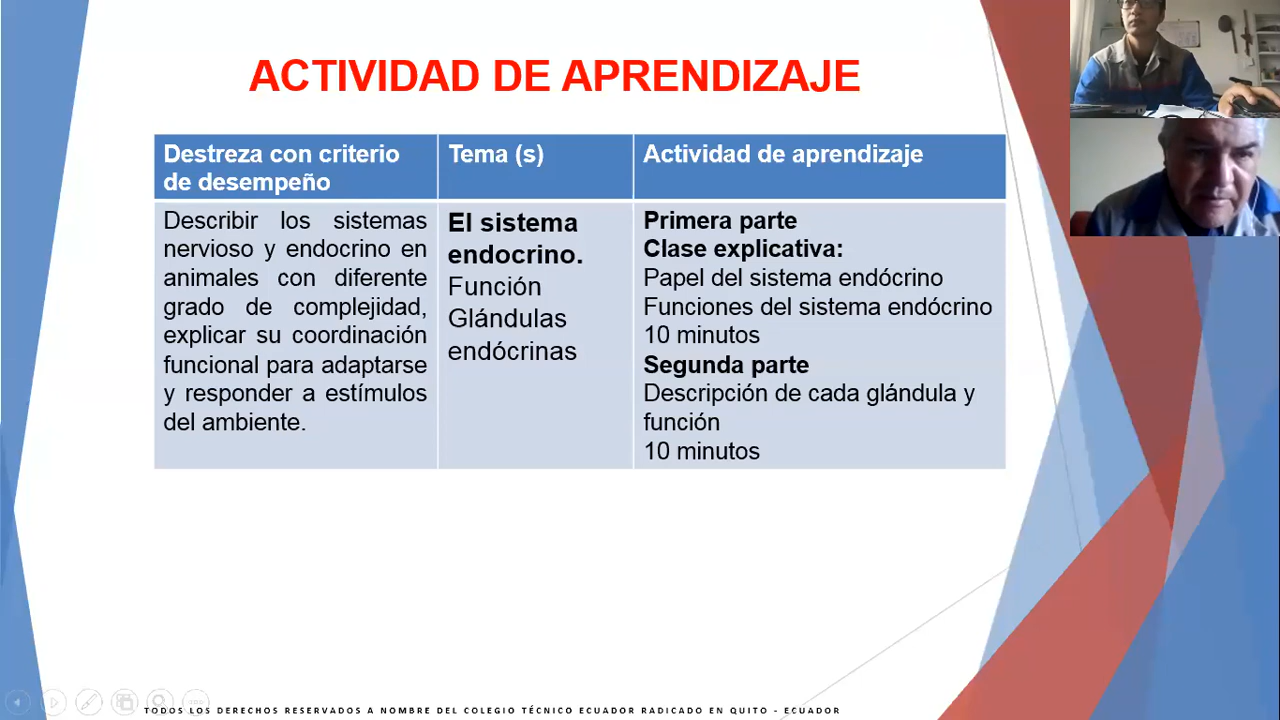 ACTIVIDAD DE APRENDIZAJE
Destreza con criterio
de desempeño
Tema (s)
Actividad de aprendizaje
Describir los sistemas
nervioso y endocrino en
animales con diferente
grado de complejidad,
explicar su coordinación
funcional para adaptarse
y responder a estímulos
del ambiente.
El sistema
endocrino.
Función
Glándulas
endócrinas
Primera parte
Clase explicativa:
Papel del sistema endócrino
Funciones del sistema endócrino
10 minutos
Segunda parte
Descripción de cada glándula y
función
10 minutos
TODOS LOS DERECHOS RESERVADOS A NOMBRE DEL COLEGIO TÉCNICO ECUADOR RADICADO EN QUITO - ECUADOR